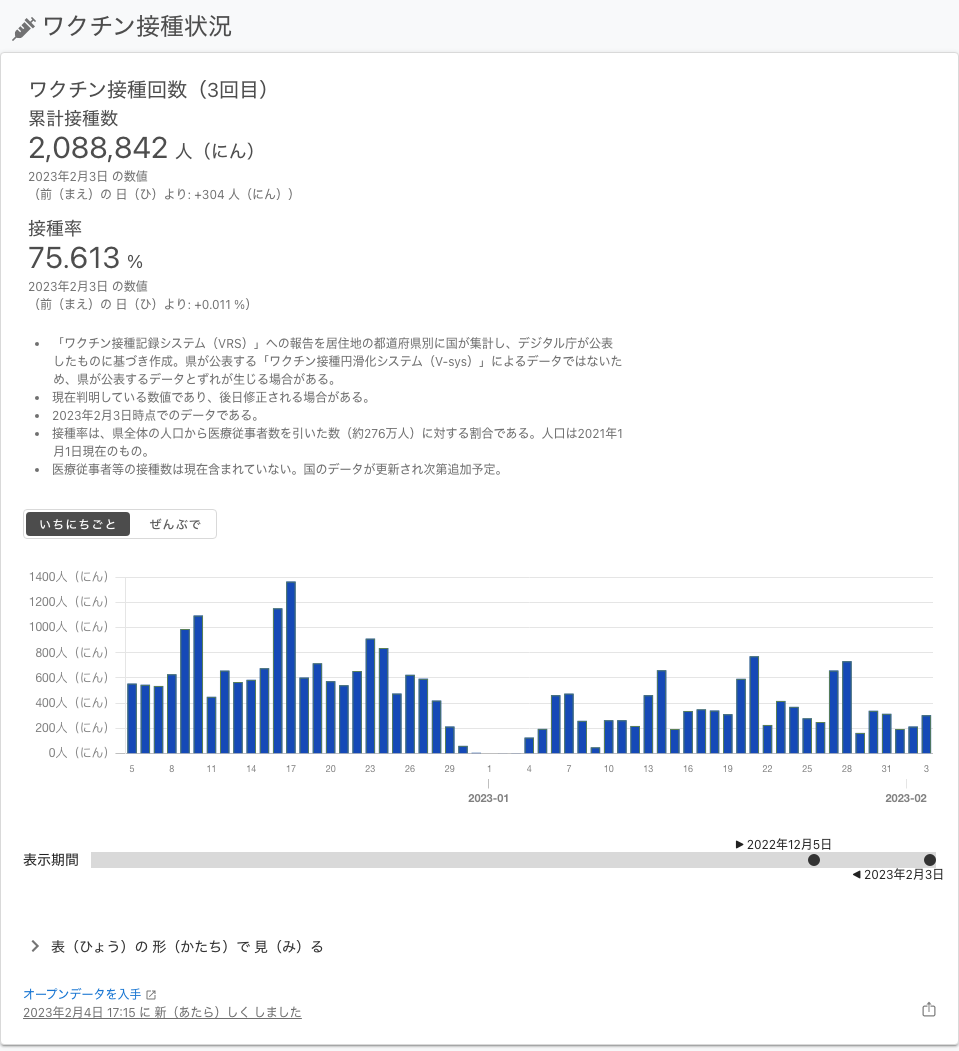 ワクチン接種状況
ワクチン接種回数（3回目）
累計接種数
2,088,842 人（にん）
2023年2月3日 の数値
（前（まえ）の 日（ひ）より: +304 人（にん））
接種率
75.613 %
2023年2月3日 の数値
（前（まえ）の 日（ひ）より: +0.011 %）
• 「ワクチン接種記録システム（VRS）」への報告を居住地の都道府県別に国が集計し、デジタル庁が公表
したものに基づき作成。県が公表する「ワクチン接種円滑化システム（V-sys）」によるデータではないた
め、県が公表するデータとずれが生じる場合がある。
• 現在判明している数値であり、後日修正される場合がある。
• 2023年2月3日時点でのデータである。
• 接種率は、県全体の人口から医療従事者数を引いた数（約276万人）に対する割合である。人口は2021年1
月1日現在のもの。
• 医療従事者等の接種数は現在含まれていない。国のデータが更新され次第追加予定。
いちにちごと ぜんぶで
1400人（にん）
1200人（にん）
1000人（にん）
800人（にん）
600人（にん）
400人（にん）
200人（にん）
0人（にん）
5 8 11 14 17 20 23 26 29 1 4 7 10 13 16 19 22 25 28 31 3
2023-01 2023-02
▶ 2022年12月5日
表示期間
◀ 2023年2月3日
表（ひょう）の 形（かたち）で 見（み）る
オープンデータを入手
2023年2月4日 17:15 に 新（あたら）しく しました